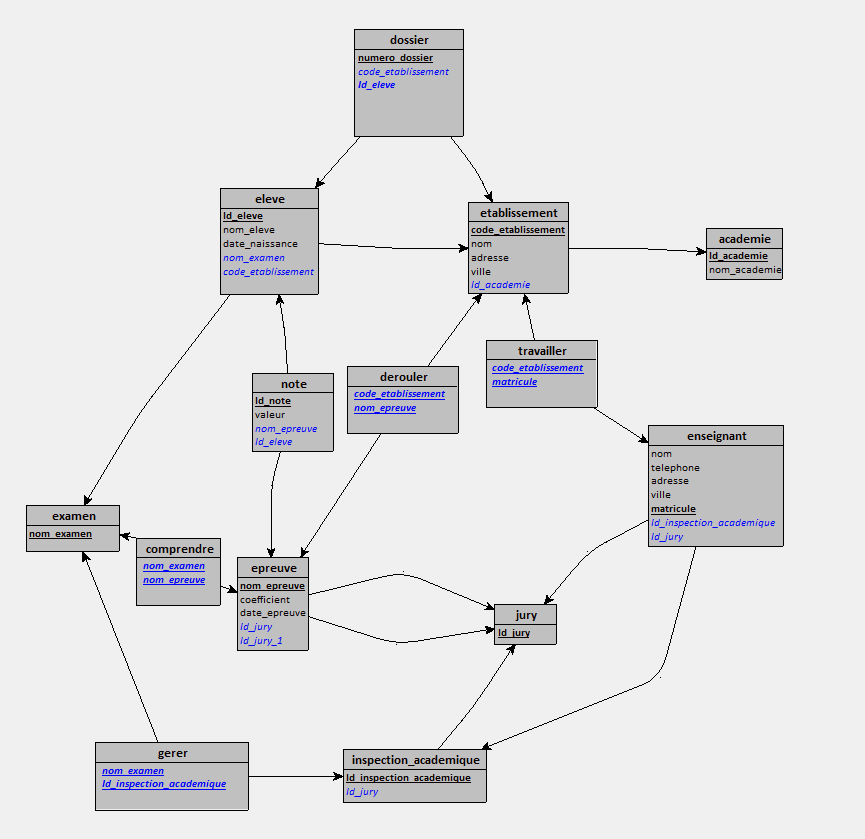 dossier
numero_dossier
code_etablissement
Id_eleve
eleve
Id_eleve
nom_eleve
date_naissance
nom_examen
code_etablissement
etablissement
code_etablissement
nom
adresse
ville
Id_academie
academie
Id_academie
nom_academie
travailler
code_etablissement
matricule
derouler
code_etablissement
nom_epreuve
note
Id_note
valeur
nom_epreuve
Id_eleve
enseignant
nom
telephone
adresse
ville
matricule
Id_inspection_academique
Id_jury
examen
nom_examen
comprendre
nom_examen
nom_epreuve
epreuve
nom_epreuve
coefficient
date_epreuve
Id_jury
Id_jury_1
jury
Id_jury
gerer
nom_examen
Id_inspection_academique
inspection_academique
Id_inspection_academique
Id_jury